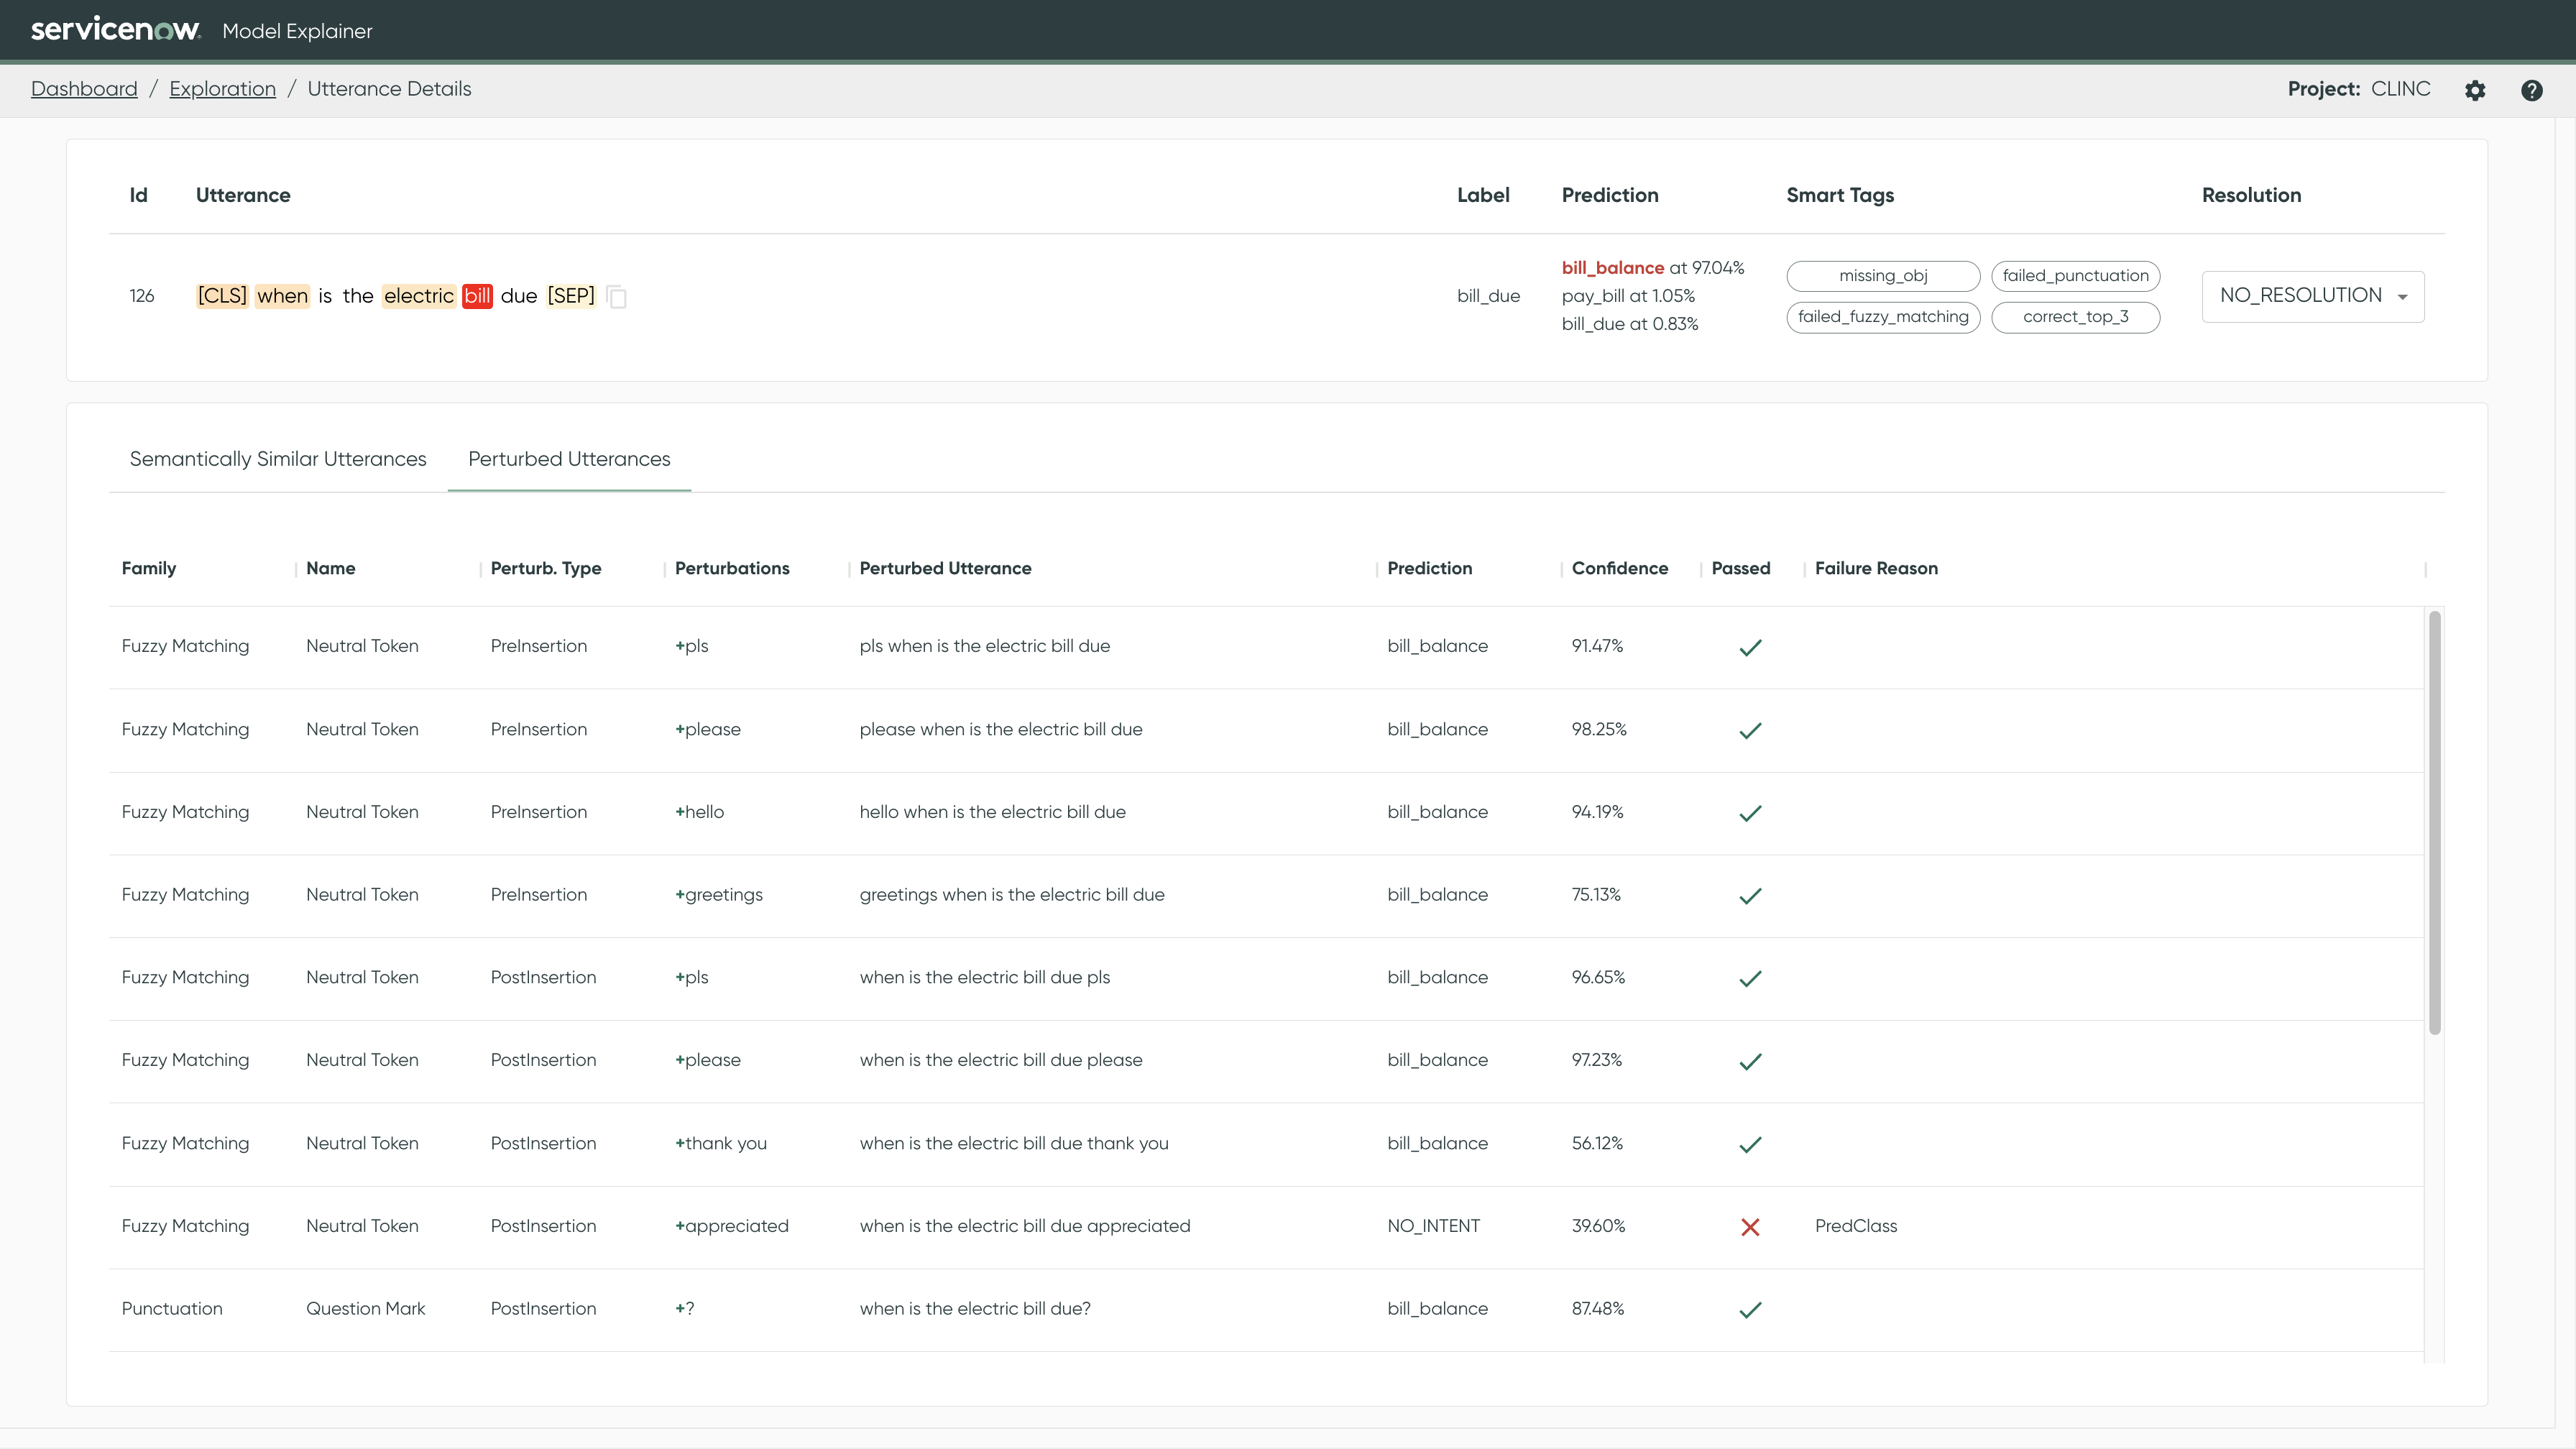 servicenow Model Explainer
Dashboard / Exploration / Utterance Details Project: CLINC
Id Utterance Label Prediction Smart Tags Resolution
126 [CLS] when is the electric bill due [SEP] bill_due bill_balance at 97.04% missing_obj failed_punctuation NO_RESOLUTION
pay_bill at 1.05%
bill_due at 0.83% failed_fuzzy_matching correct_top_3
Semantically Similar Utterances Perturbed Utterances
Family Name Perturb. Type Perturbations Perturbed Utterance Prediction Confidence Passed Failure Reason
Fuzzy Matching Neutral Token PreInsertion +pls pls when is the electric bill due bill_balance 91.47%
Fuzzy Matching Neutral Token PreInsertion +please please when is the electric bill due bill_balance 98.25%
Fuzzy Matching Neutral Token PreInsertion +hello hello when is the electric bill due bill_balance 94.19%
Fuzzy Matching Neutral Token PreInsertion +greetings greetings when is the electric bill due bill_balance 75.13%
Fuzzy Matching Neutral Token PostInsertion +pls when is the electric bill due pls bill_balance 96.65%
Fuzzy Matching Neutral Token PostInsertion +please when is the electric bill due please bill_balance 97.23%
Fuzzy Matching Neutral Token PostInsertion +thank you when is the electric bill due thank you bill_balance 56.12%
Fuzzy Matching Neutral Token PostInsertion +appreciated when is the electric bill due appreciated NO_INTENT 39.60% PredClass
Punctuation Question Mark PostInsertion +? when is the electric bill due? bill_balance 87.48%